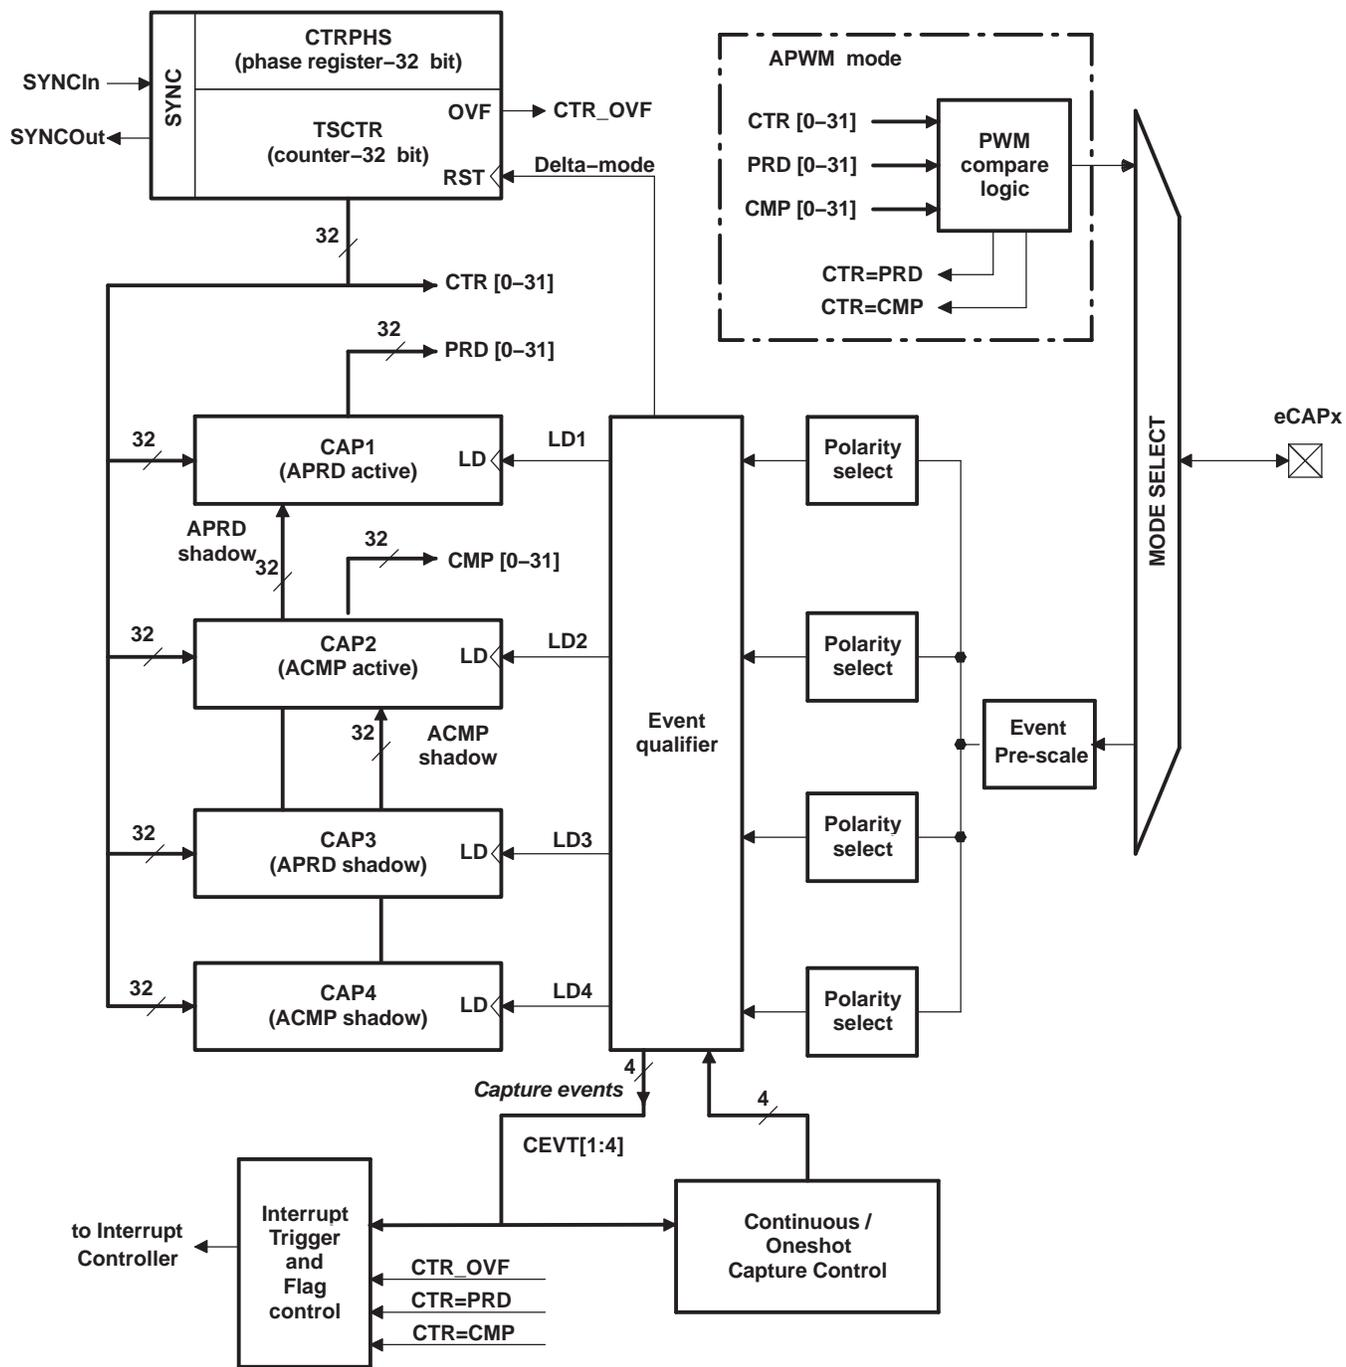 CTRPHS
(phase register−32 bit)
SYNC
SYNCIn
SYNCOut
OVF
CTR_OVF
TSCTR
(counter−32 bit)
RST
Delta−mode
32
CTR [0−31]
32
PRD [0−31]
APWM mode
CTR [0−31]
PRD [0−31]
CMP [0−31]
PWM
compare
logic
CTR=PRD
CTR=CMP
MODE SELECT
eCAPx
32
CAP1
(APRD active)
LD
LD1
Polarity
select
APRD
shadow
32
32
CMP [0−31]
32
CAP2
(ACMP active)
LD
LD2
Polarity
select
32
ACMP
shadow
Event
qualifier
Event
Pre-scale
32
CAP3
(APRD shadow)
LD
LD3
Polarity
select
32
CAP4
(ACMP shadow)
LD
LD4
Polarity
select
4
Capture events
4
CEVT[1:4]
to Interrupt
Controller
Interrupt
Trigger
and
Flag
control
CTR_OVF
CTR=PRD
CTR=CMP
Continuous /
Oneshot
Capture Control